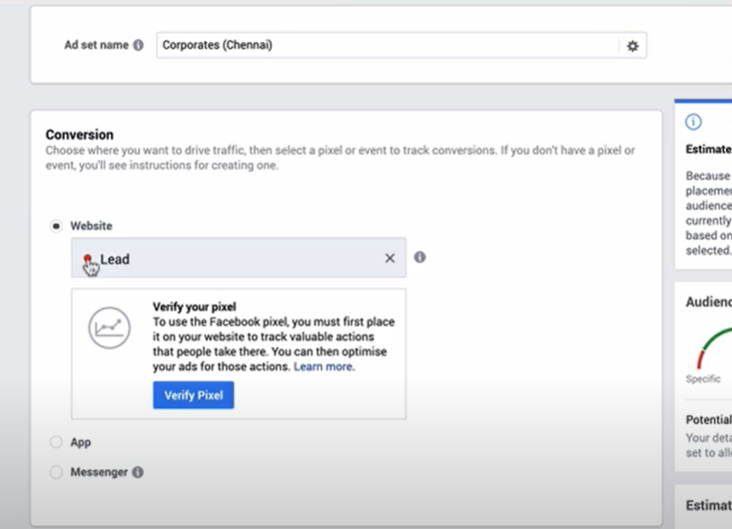 Ad set name
Corporates (Chennai)
Conversion
Choose where you want to drive traffic, then select a pixel or event to track conversions. If you don't have a pixel or
event, you'll see instructions for creating one.
Website
Lead
Verify your pixel
To use the Facebook pixel, you must first place
it on your website to track valuable actions
that people take there. You can then optimise
your ads for those actions. Learn more.
Verify Pixel
App
Messenger
Estimate
Because
placemen
audience
currently
based on
selected.
Audienc
Specific
Potential
Your deta
set to all
Estimat